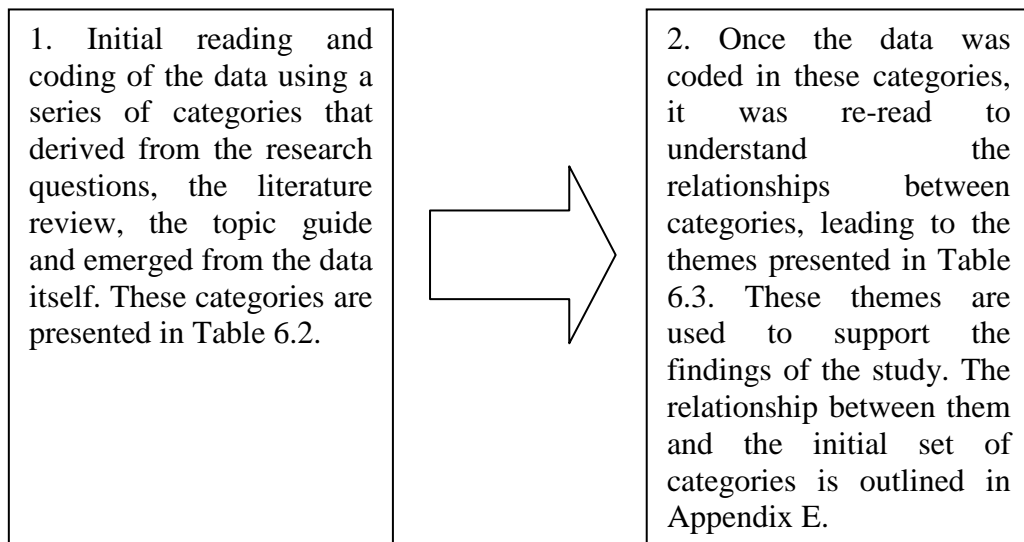 1. Initial reading and
coding of the data using a
series of categories that
derived from the research
questions, the literature
review, the topic guide
and emerged from the data
itself. These categories are
presented in Table 6.2.
2. Once the data was
coded in these categories,
it was re-read to
understand the
relationships between
categories, leading to the
themes presented in Table
6.3. These themes are
used to support the
findings of the study. The
relationship between them
and the initial set of
categories is outlined in
Appendix E.